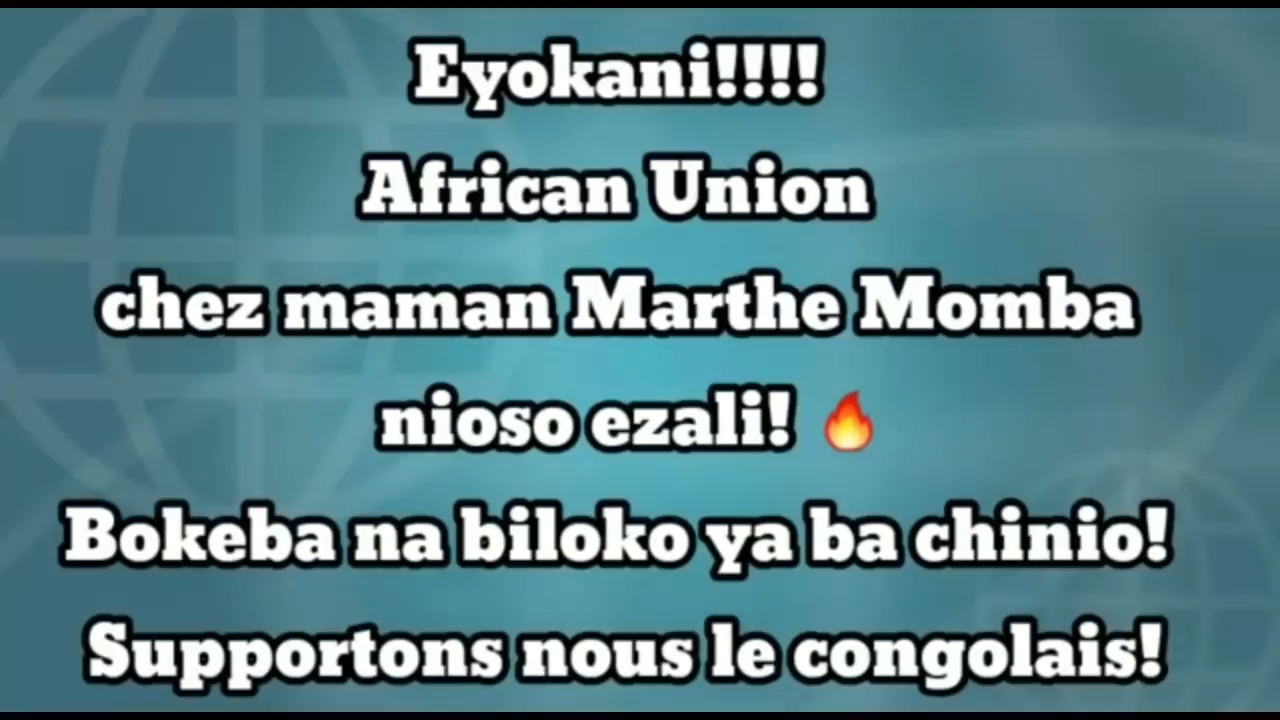 Eyokani!!!!
African Union
chez maman Marthe Momba
nioso ezali! 🔥
Bokeba na biloko ya ba chinio!
Supportons nous le congolais!